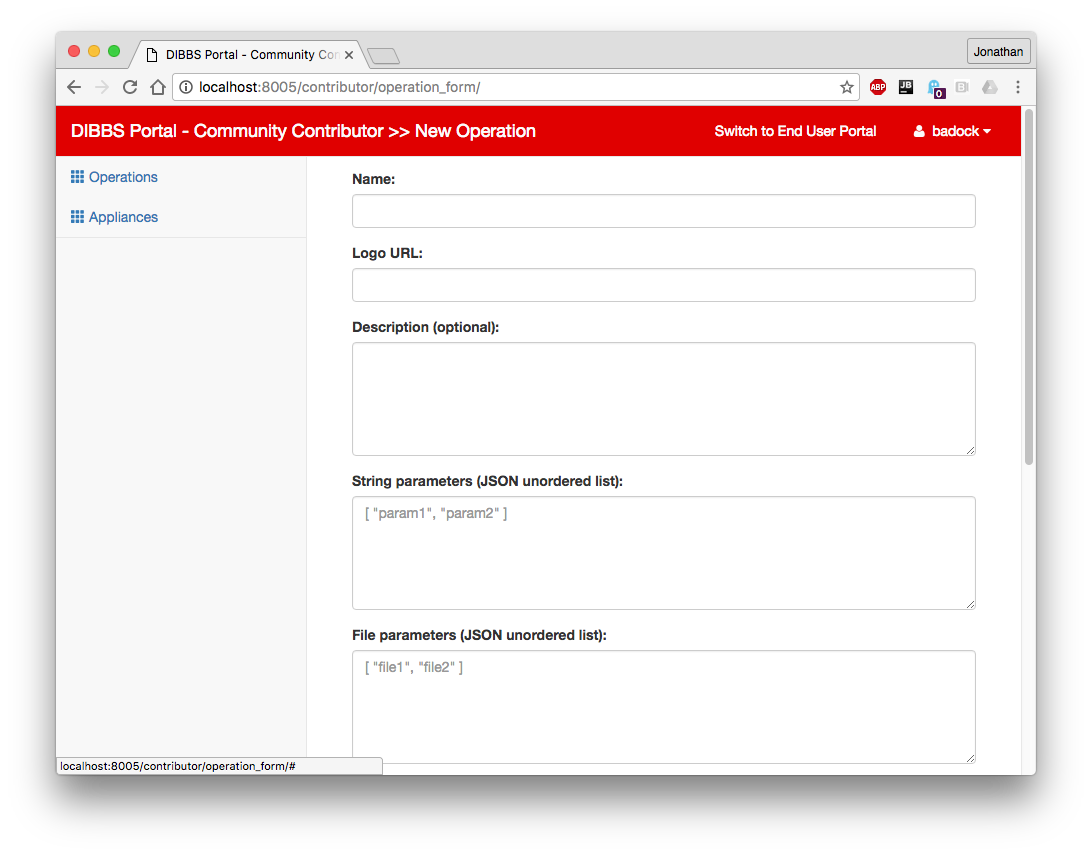 DIBBS Portal - Community Cor
Jonathan
localhost:8005/contributor/operation_form/
ABP
JB
0
B
DIBBS Portal - Community Contributor >> New Operation
Switch to End User Portal
badock
Operations
Appliances
Name:
Logo URL:
Description (optional):
String parameters (JSON unordered list):
[ "param1", "param2" ]
File parameters (JSON unordered list):
[ "file1", "file2" ]
localhost:8005/contributor/operation_form/#